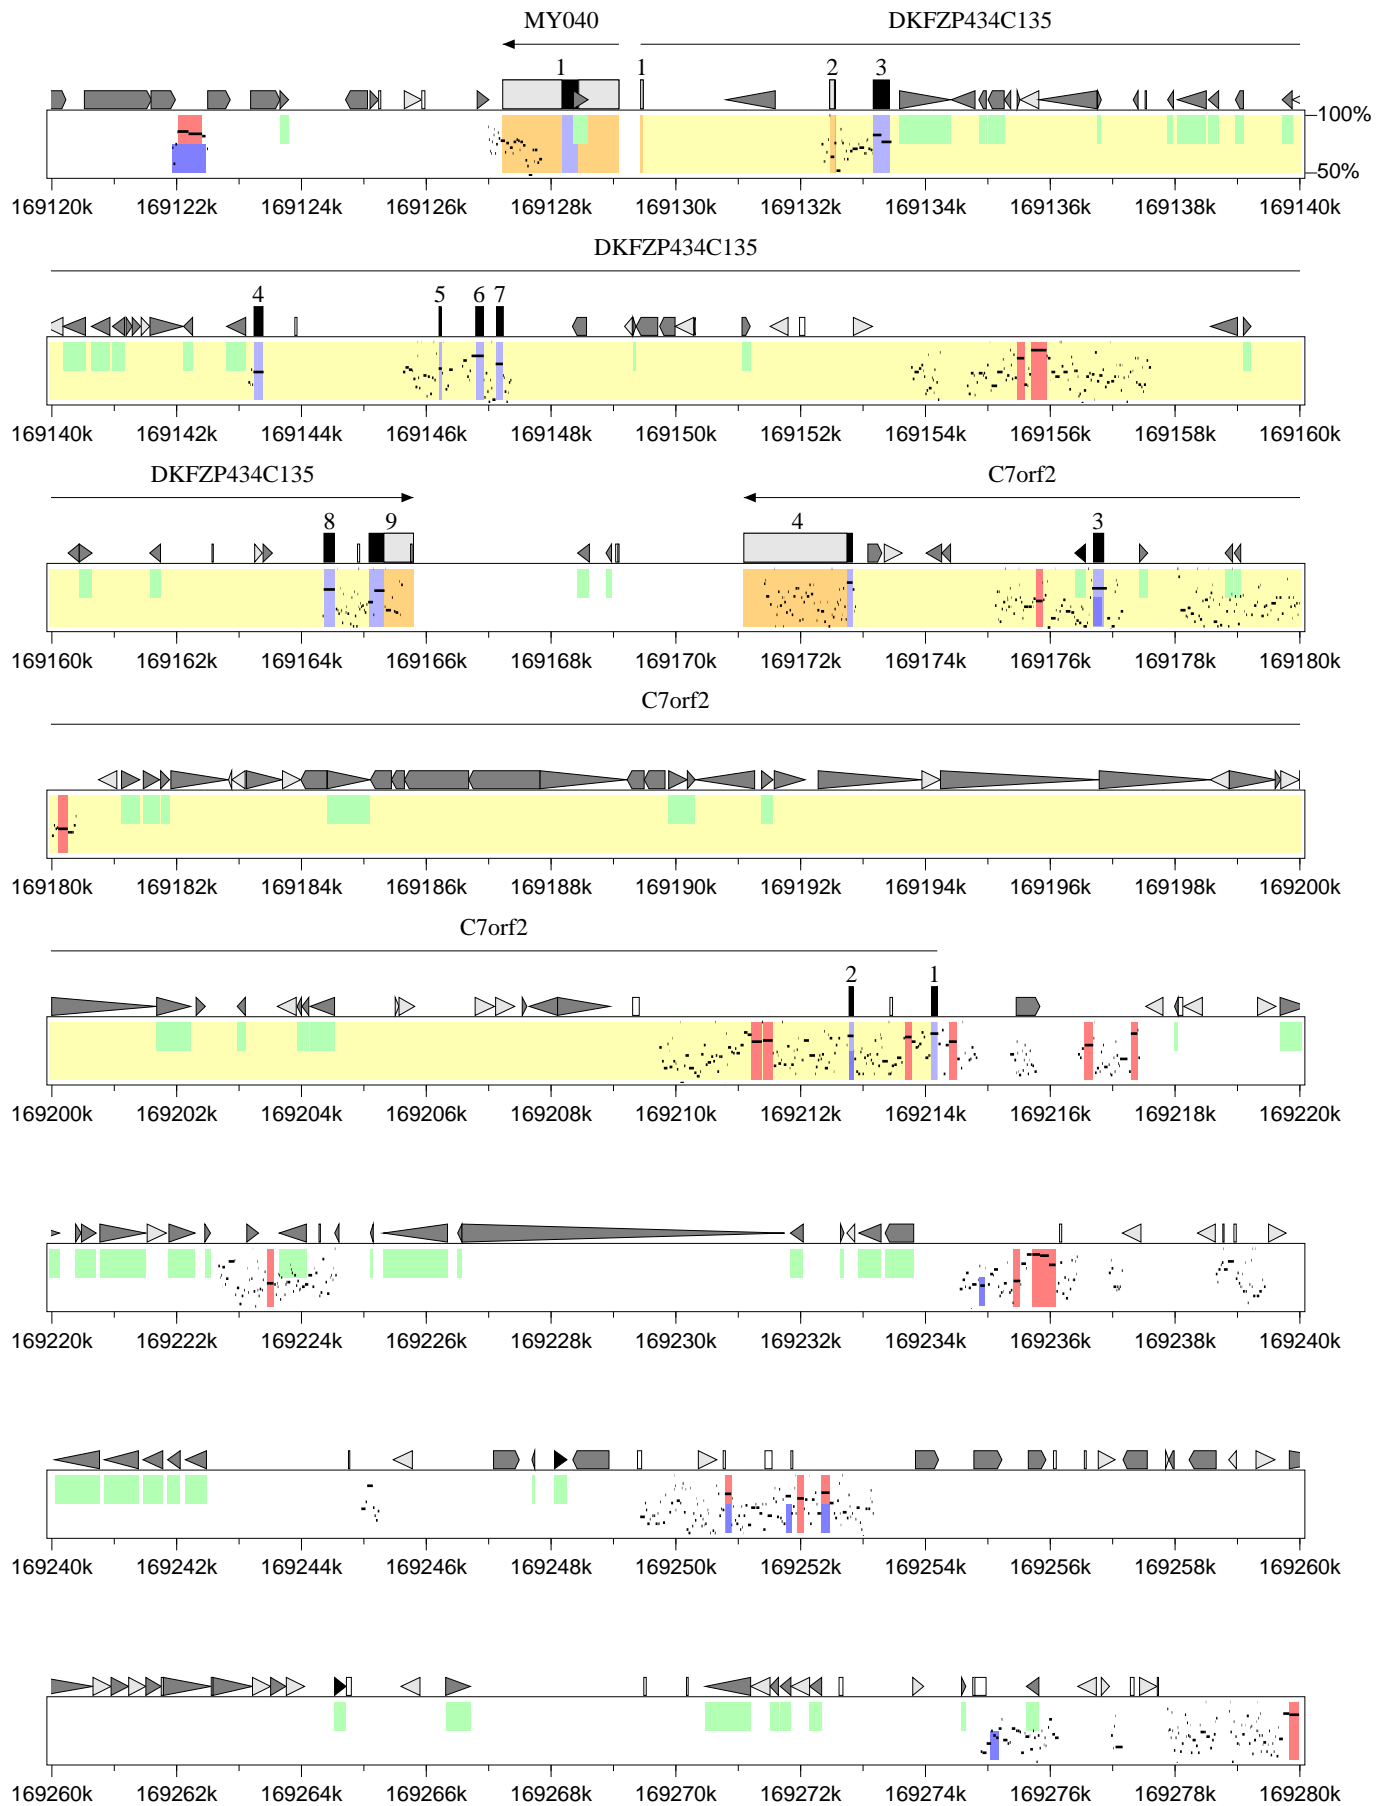 MY040 DKFZP434C135
1 1 2 3
100%
50%
169120k 169122k 169124k 169126k 169128k 169130k 169132k 169134k 169136k 169138k 169140k
DKFZP434C135
4 5 6 7
169140k 169142k 169144k 169146k 169148k 169150k 169152k 169154k 169156k 169158k 169160k
DKFZP434C135 C7orf2
8 9 4 3
169160k 169162k 169164k 169166k 169168k 169170k 169172k 169174k 169176k 169178k 169180k
C7orf2
169180k 169182k 169184k 169186k 169188k 169190k 169192k 169194k 169196k 169198k 169200k
C7orf2
2 1
169200k 169202k 169204k 169206k 169208k 169210k 169212k 169214k 169216k 169218k 169220k
169220k 169222k 169224k 169226k 169228k 169230k 169232k 169234k 169236k 169238k 169240k
169240k 169242k 169244k 169246k 169248k 169250k 169252k 169254k 169256k 169258k 169260k
169260k 169262k 169264k 169266k 169268k 169270k 169272k 169274k 169276k 169278k 169280k